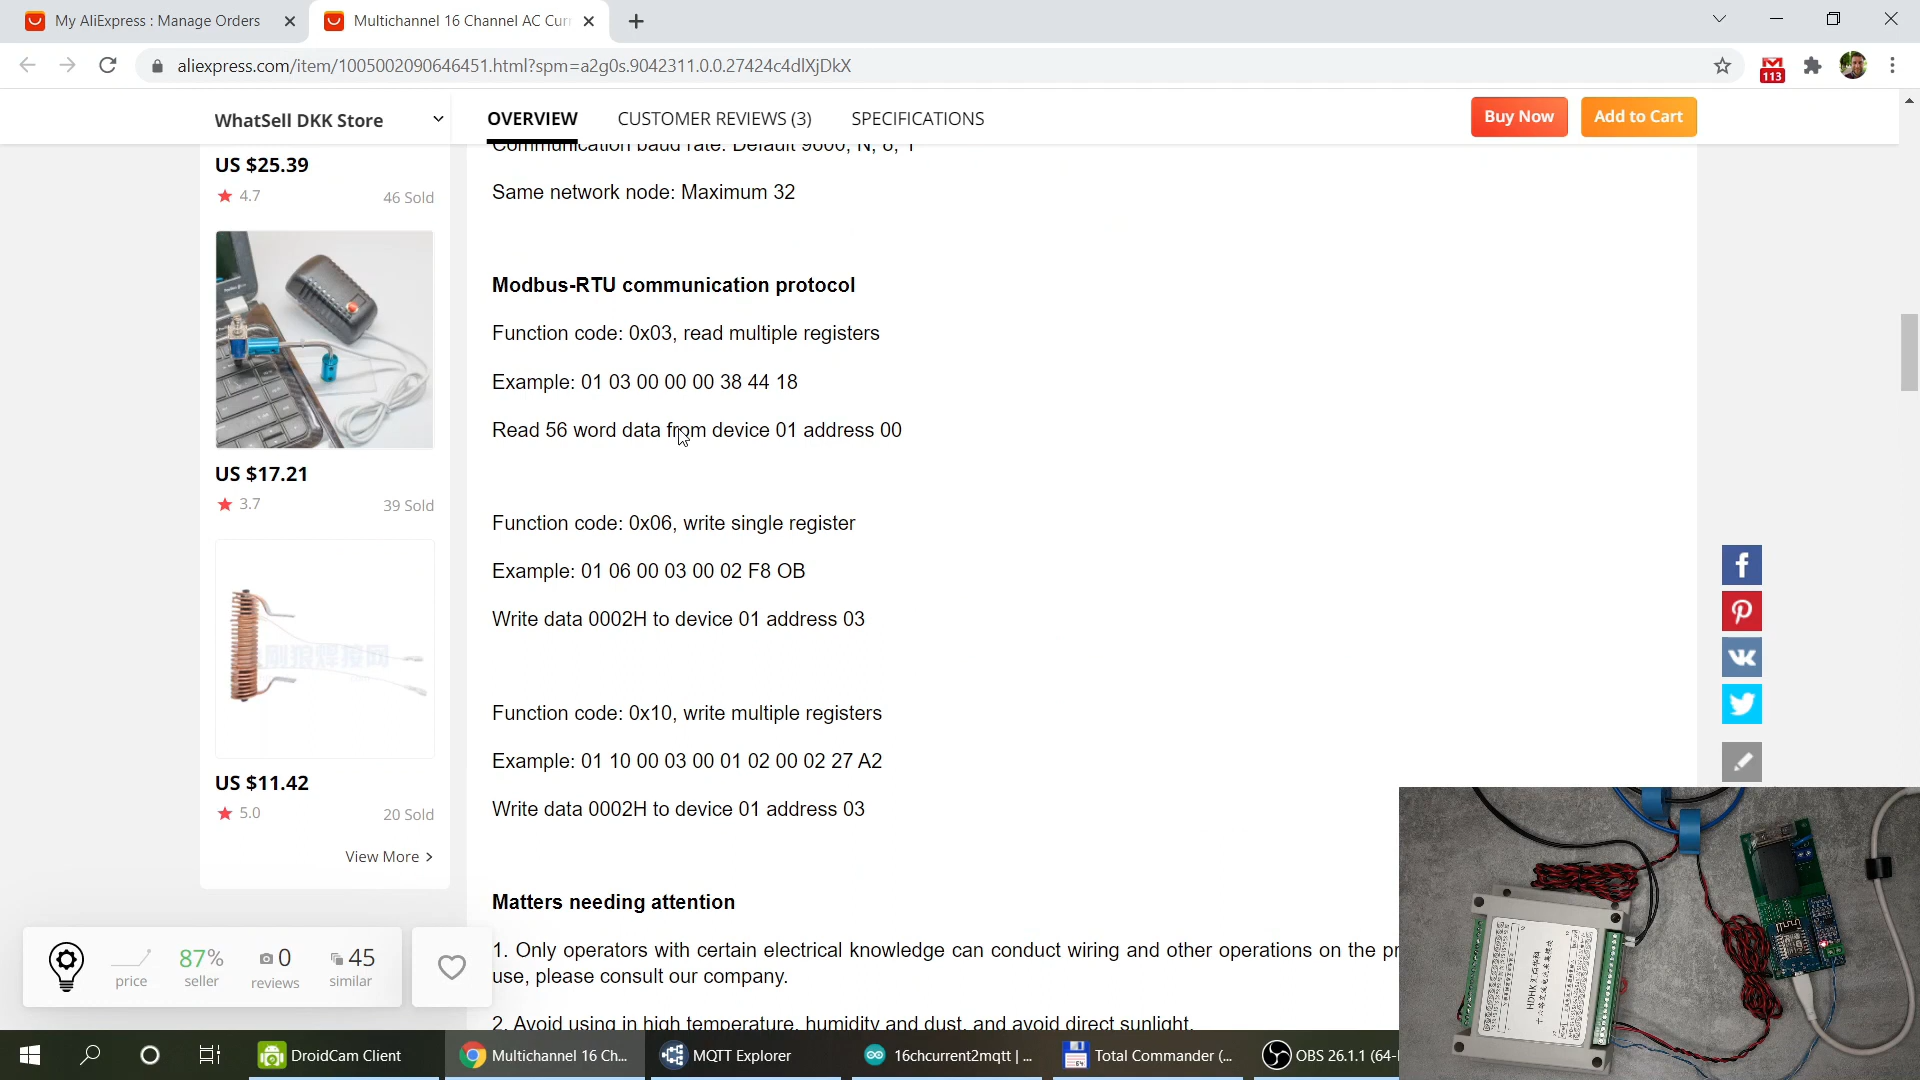 My AliExpress : Manage Orders
Multichannel 16 Channel AC Curr
aliexpress.com/item/1005002090646451.html?spm=a2g0s.9042311.0.0.27424c4dlXjDkX
113
WhatSell DKK Store
OVERVIEW
CUSTOMER REVIEWS (3)
SPECIFICATIONS
Buy Now
Add to Cart
US $25.39
4.7
46 Sold
US $17.21
3.7
39 Sold
US $11.42
5.0
20 Sold
View More >
Communication baud rate: Default 9600, N, 8, 1
Same network node: Maximum 32
Modbus-RTU communication protocol
Function code: 0x03, read multiple registers
Example: 01 03 00 00 00 38 44 18
Read 56 word data from device 01 address 00
Function code: 0x06, write single register
Example: 01 06 00 03 00 02 F8 OB
Write data 0002H to device 01 address 03
Function code: 0x10, write multiple registers
Example: 01 10 00 03 00 01 02 00 02 27 A2
Write data 0002H to device 01 address 03
Matters needing attention
1. Only operators with certain electrical knowledge can conduct wiring and other operations on the pr
use, please consult our company.
2. Avoid using in high temperature, humidity and dust, and avoid direct sunlight.
price
87%
seller
0
reviews
45
similar
DroidCam Client
Multichannel 16 Ch...
MQTT Explorer
16chcurrent2mqtt | ...
Total Commander (...
OBS 26.1.1 (64-